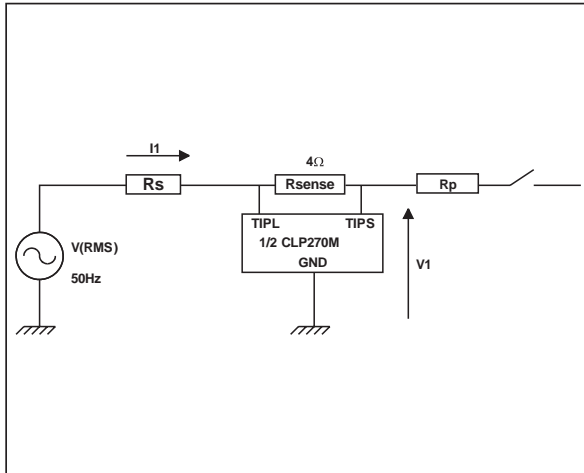 I1
4Ω
Rs
Rsense
Rp
TIPL TIPS
V(RMS)
1/2 CLP270M
GND
V1
50Hz